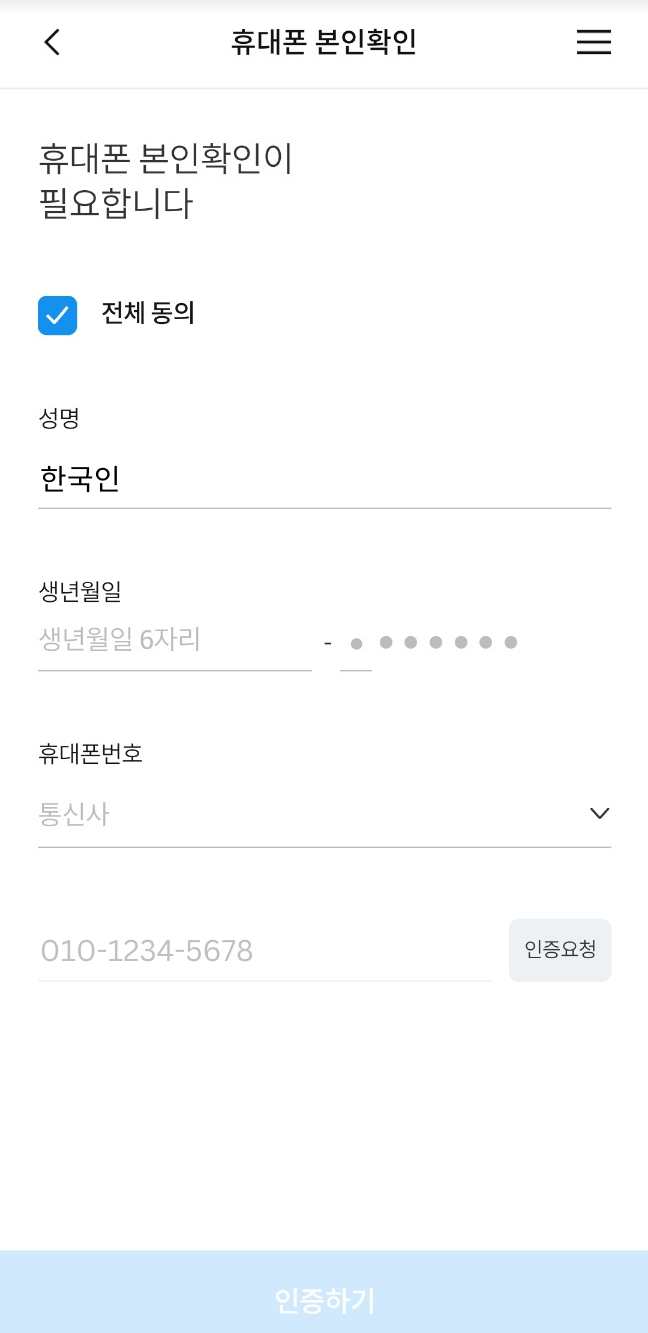 휴대폰 본인확인
휴대폰 본인확인이
필요합니다
전체 동의
성명
한국인
생년월일
생년월일 6자리 - ●●●●●●●
휴대폰번호
통신사
010-1234-5678 인증요청
인증하기